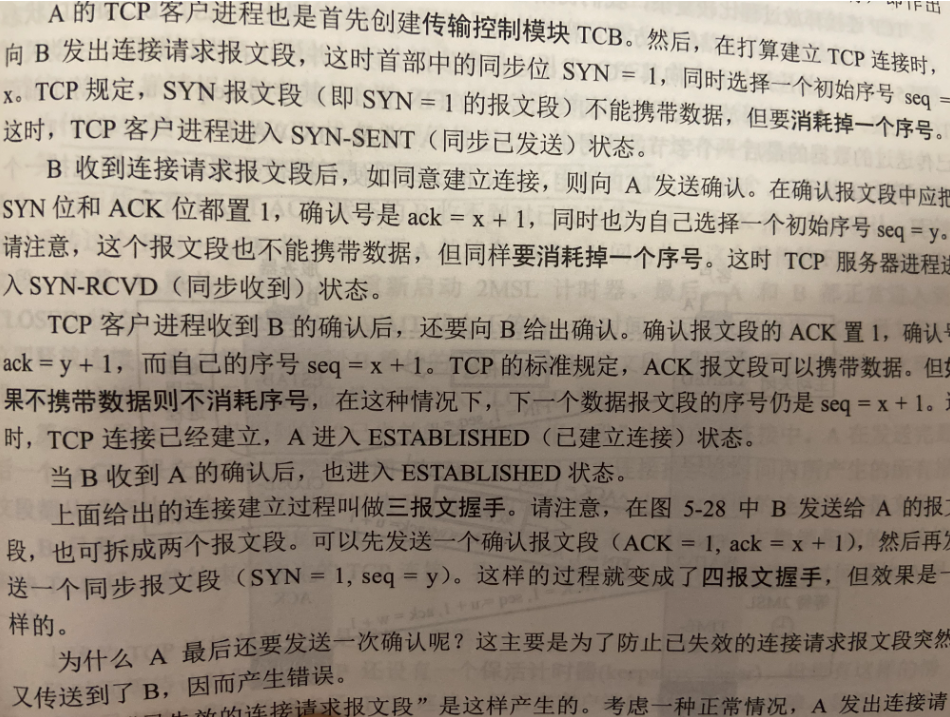 即作出
A 的 TCP 客户进程也是首先创建传输控制模块 TCB。然后，在打算建立 TCP 连接时，
向 B 发出连接请求报文段，这时首部中的同步位 SYN = 1，同时选择一个初始序号 seq =
x。TCP 规定，SYN 报文段（即 SYN = 1 的报文段）不能携带数据，但要消耗掉一个序号。
这时，TCP 客户进程进入 SYN-SENT（同步已发送）状态。
B 收到连接请求报文段后，如同意建立连接，则向 A 发送确认。在确认报文段中应把
SYN 位和 ACK 位都置 1，确认号是 ack = x + 1，同时也为自己选择一个初始序号 seq = y。
请注意，这个报文段也不能携带数据，但同样要消耗掉一个序号。这时 TCP 服务器进程进
入 SYN-RCVD（同步收到）状态。
TCP 客户进程收到 B 的确认后，还要向 B 给出确认。确认报文段的 ACK 置 1，确认号
ack = y + 1，而自己的序号 seq = x + 1。TCP 的标准规定，ACK 报文段可以携带数据。但如
果不携带数据则不消耗序号，在这种情况下，下一个数据报文段的序号仍是 seq = x + 1。
时，TCP 连接已经建立，A 进入 ESTABLISHED（已建立连接）状态。
当 B 收到 A 的确认后，也进入 ESTABLISHED 状态。
上面给出的连接建立过程叫做三报文握手。请注意，在图 5-28 中 B 发送给 A 的报文
段，也可拆成两个报文段。可以先发送一个确认报文段（ACK = 1, ack = x + 1），然后再发
送一个同步报文段（SYN = 1, seq = y）。这样的过程就变成了四报文握手，但效果是一
样的。
为什么 A 最后还要发送一次确认呢？这主要是为了防止已失效的连接请求报文段突然
又传送到了 B，因而产生错误。
失效的连接请求报文段”是这样产生的。考虑一种正常情况，A 发出连接请